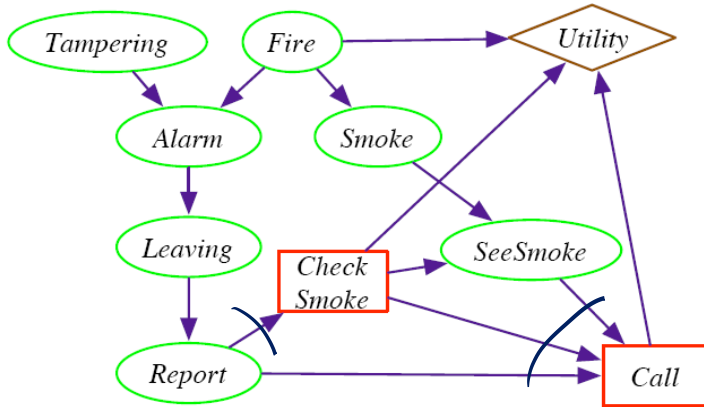 Tampering
Fire
Utility
Alarm
Smoke
Leaving
Check
Smoke
SeeSmoke
Report
Call